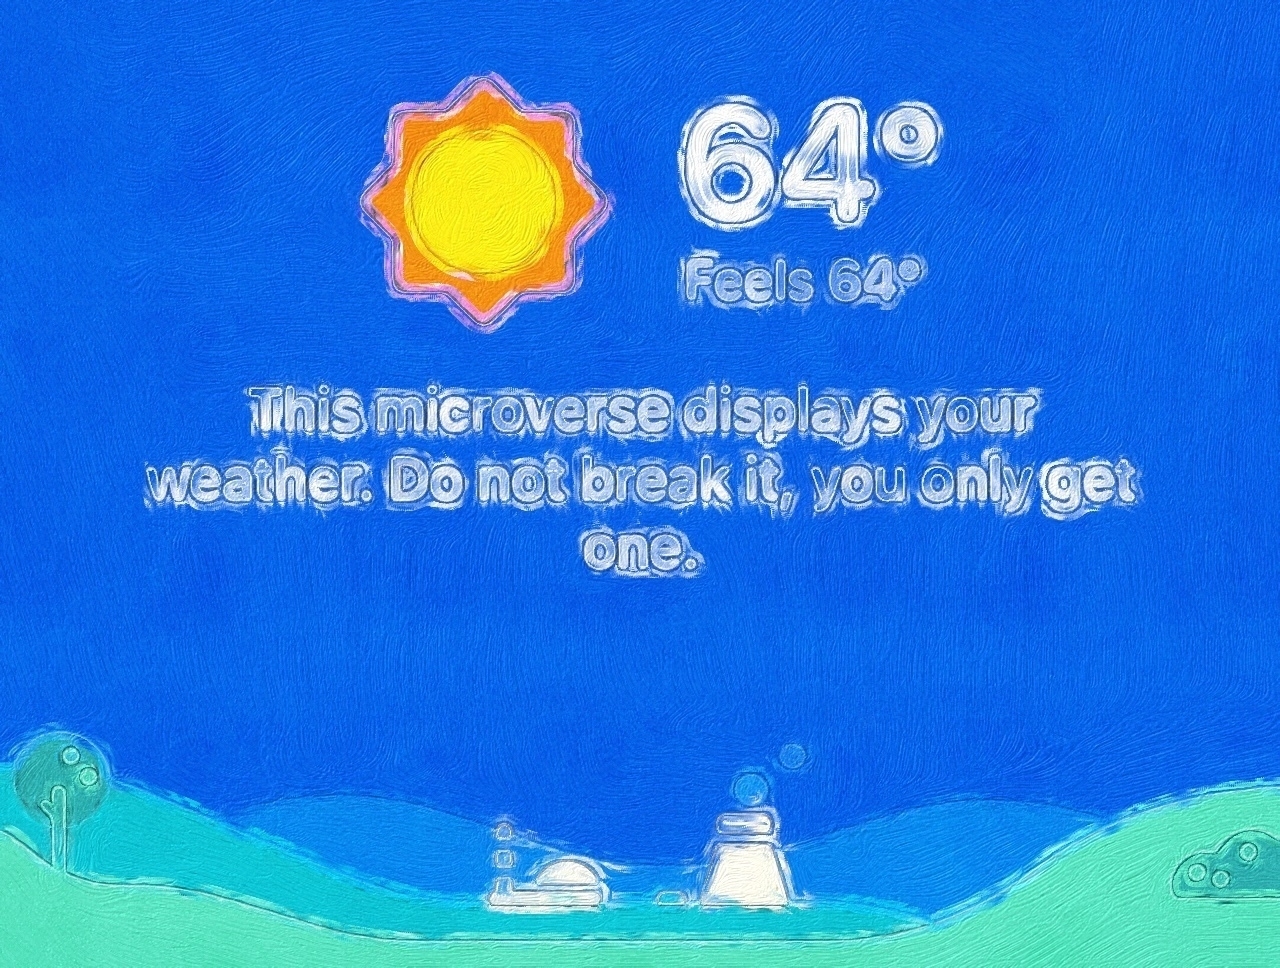 64°
Feels 64°
This microverse displays your
weather. Do not break it, you only get
one.